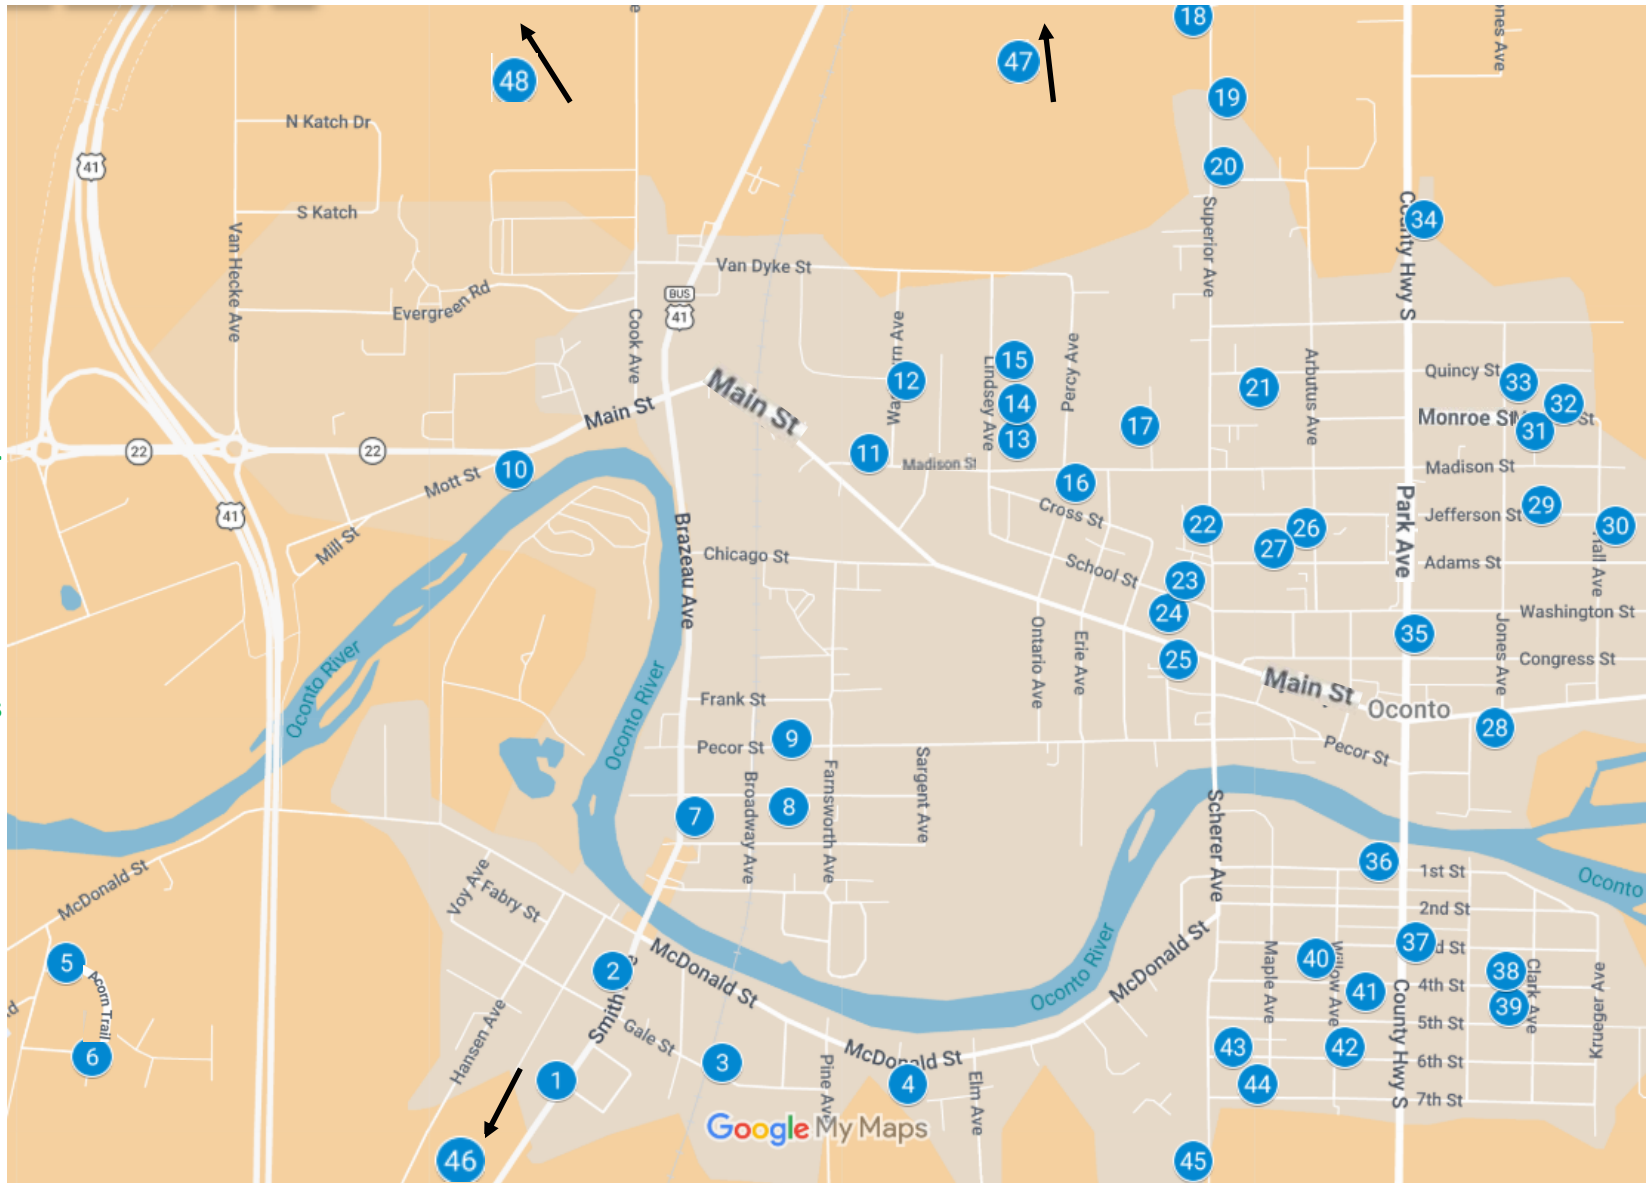 18
48
47
19
N Katch Dr
41
20
S Katch
Van Hecke Ave
Superior Ave
County Hwy S
34
Van Dyke St
Evergreen Rd
BUS
41
Cook Ave
Percy Ave
Arbutus Ave
Main St
Main St
12
15
Lindsey Ave
14
13
21
17
Quincy St
33
32
Monroe St
St
31
22
22
11
Madison St
Madison St
10
Mott St
16
Cross St
41
Mill St
Brazeau Ave
Chicago St
22
26
27
Park Ave
Jefferson St
29
30
School St
23
Adams St
24
Washington St
Ontario Ave
Erie Ave
25
35
Jones Ave
Congress St
Oconto River
Oconto River
Frank St
Main St
Oconto
28
Pecor St
9
Pecor St
Sargent Ave
Broadway Ave
Farnsworth Ave
7
8
Scherer Ave
36
1st St
Oconto
McDonald St
Voy Ave
Fabry St
2nd St
5
Acorn Trail
2
McDonald St
Oconto River
McDonald St
Maple Ave
40
Willow Ave
37
d St
38
Clark Ave
Krueger Ave
41
4th St
39
6
Hansen Ave
Smith
Gale St
3
McDonald St
County Hwy S
5th St
43
42
6th St
1
Pine Ave
4
Elm Ave
44
7th St
46
Google My Maps
45